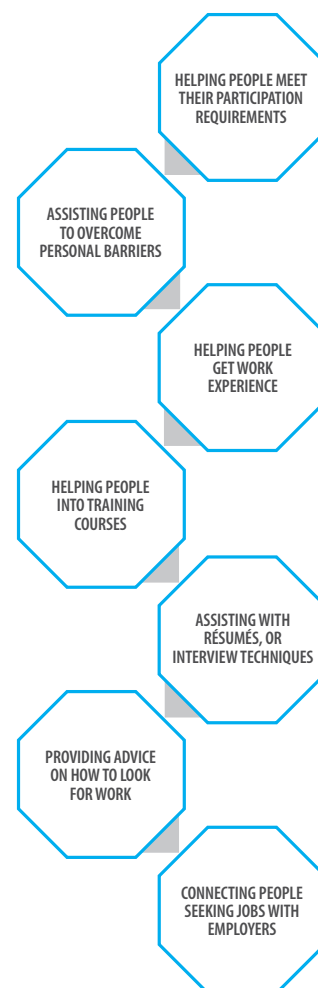 HELPING PEOPLE MEET
THEIR PARTICIPATION
REQUIREMENTS
ASSISTING PEOPLE
TO OVERCOME
PERSONAL BARRIERS
HELPING PEOPLE
GET WORK
EXPERIENCE
HELPING PEOPLE
INTO TRAINING
COURSES
ASSISTING WITH
RÉSUMÉS, OR
INTERVIEW TECHNIQUES
PROVIDING ADVICE
ON HOW TO LOOK
FOR WORK
CONNECTING PEOPLE
SEEKING JOBS WITH
EMPLOYERS